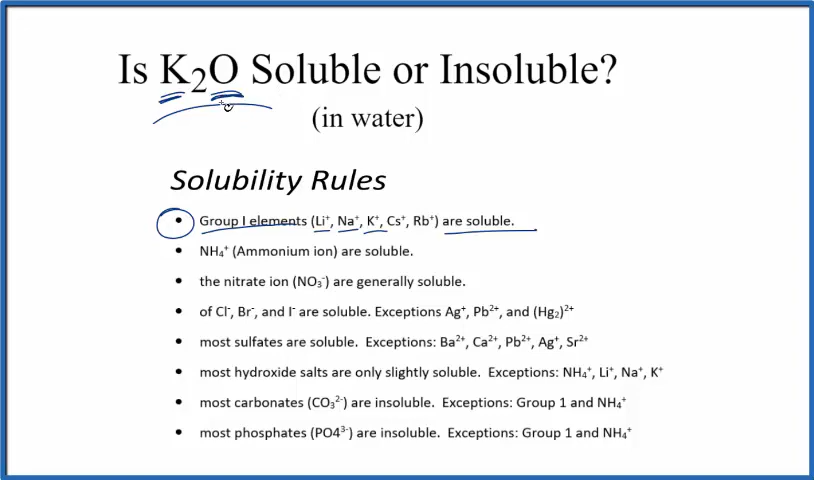 Is K₂O Soluble or Insoluble?
(in water)
Solubility Rules
• Group I elements (Li⁺, Na⁺, K⁺, Cs⁺, Rb⁺) are soluble.
• NH₄⁺ (Ammonium ion) are soluble.
• the nitrate ion (NO₃⁻) are generally soluble.
• of Cl⁻, Br⁻, and I⁻ are soluble. Exceptions Ag⁺, Pb²⁺, and (Hg₂)²⁺
• most sulfates are soluble. Exceptions: Ba²⁺, Ca²⁺, Pb²⁺, Ag⁺, Sr²⁺
• most hydroxide salts are only slightly soluble. Exceptions: NH₄⁺, Li⁺, Na⁺, K⁺
• most carbonates (CO₃²⁻) are insoluble. Exceptions: Group 1 and NH₄⁺
• most phosphates (PO4³⁻) are insoluble. Exceptions: Group 1 and NH₄⁺